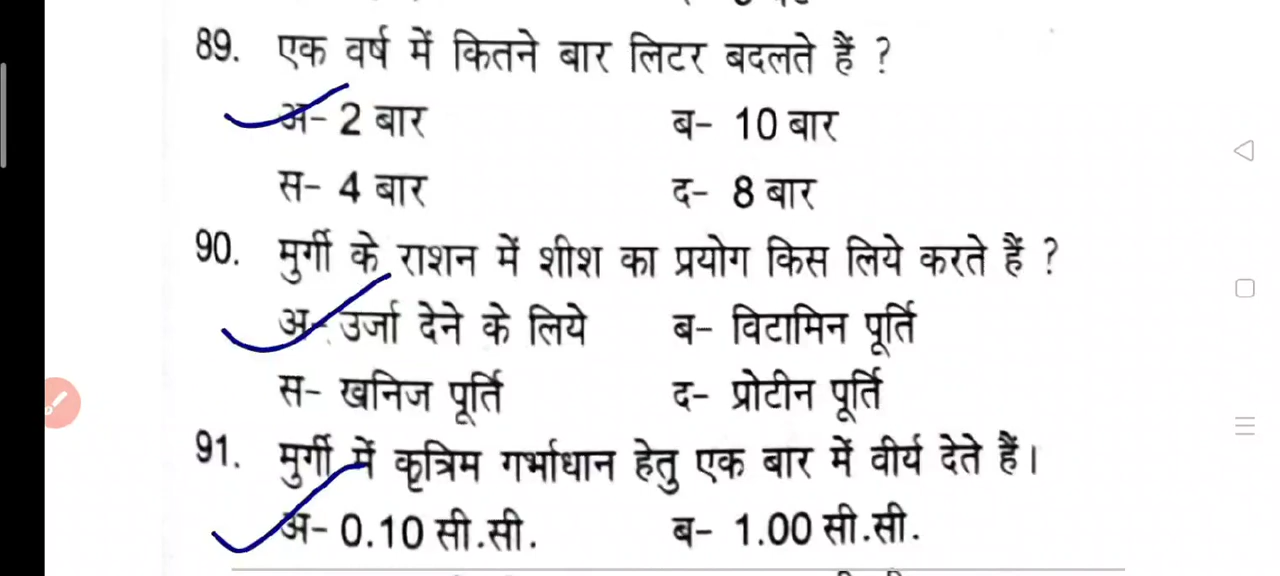 89. एक वर्ष में कितने बार लिटर बदलते हैं ?
अ- 2 बार ब- 10 बार
स- 4 बार द- 8 बार
90. मुर्गी के राशन में शीश का प्रयोग किस लिये करते हैं ?
अ- उर्जा देने के लिये ब- विटामिन पूर्ति
स- खनिज पूर्ति द- प्रोटीन पूर्ति
91. मुर्गी में कृत्रिम गर्भाधान हेतु एक बार में वीर्य देते हैं।
अ- 0.10 सी.सी. ब- 1.00 सी.सी.